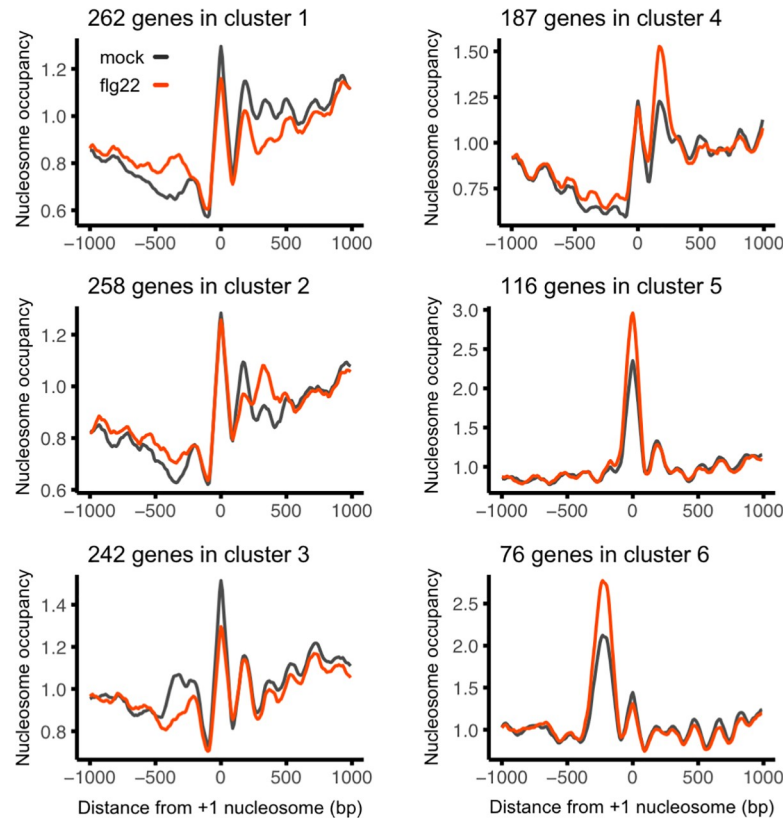 262 genes in cluster 1
Nucleosome occupancy
mock
flg22
1.2
1.0
0.8
0.6
−1000 −500 0 500 1000
187 genes in cluster 4
Nucleosome occupancy
1.50
1.25
1.00
0.75
−1000 −500 0 500 1000
258 genes in cluster 2
Nucleosome occupancy
1.2
1.0
0.8
0.6
−1000 −500 0 500 1000
116 genes in cluster 5
Nucleosome occupancy
3.0
2.5
2.0
1.5
1.0
−1000 −500 0 500 1000
242 genes in cluster 3
Nucleosome occupancy
1.4
1.2
1.0
0.8
−1000 −500 0 500 1000
Distance from +1 nucleosome (bp)
76 genes in cluster 6
Nucleosome occupancy
2.5
2.0
1.5
1.0
−1000 −500 0 500 1000
Distance from +1 nucleosome (bp)